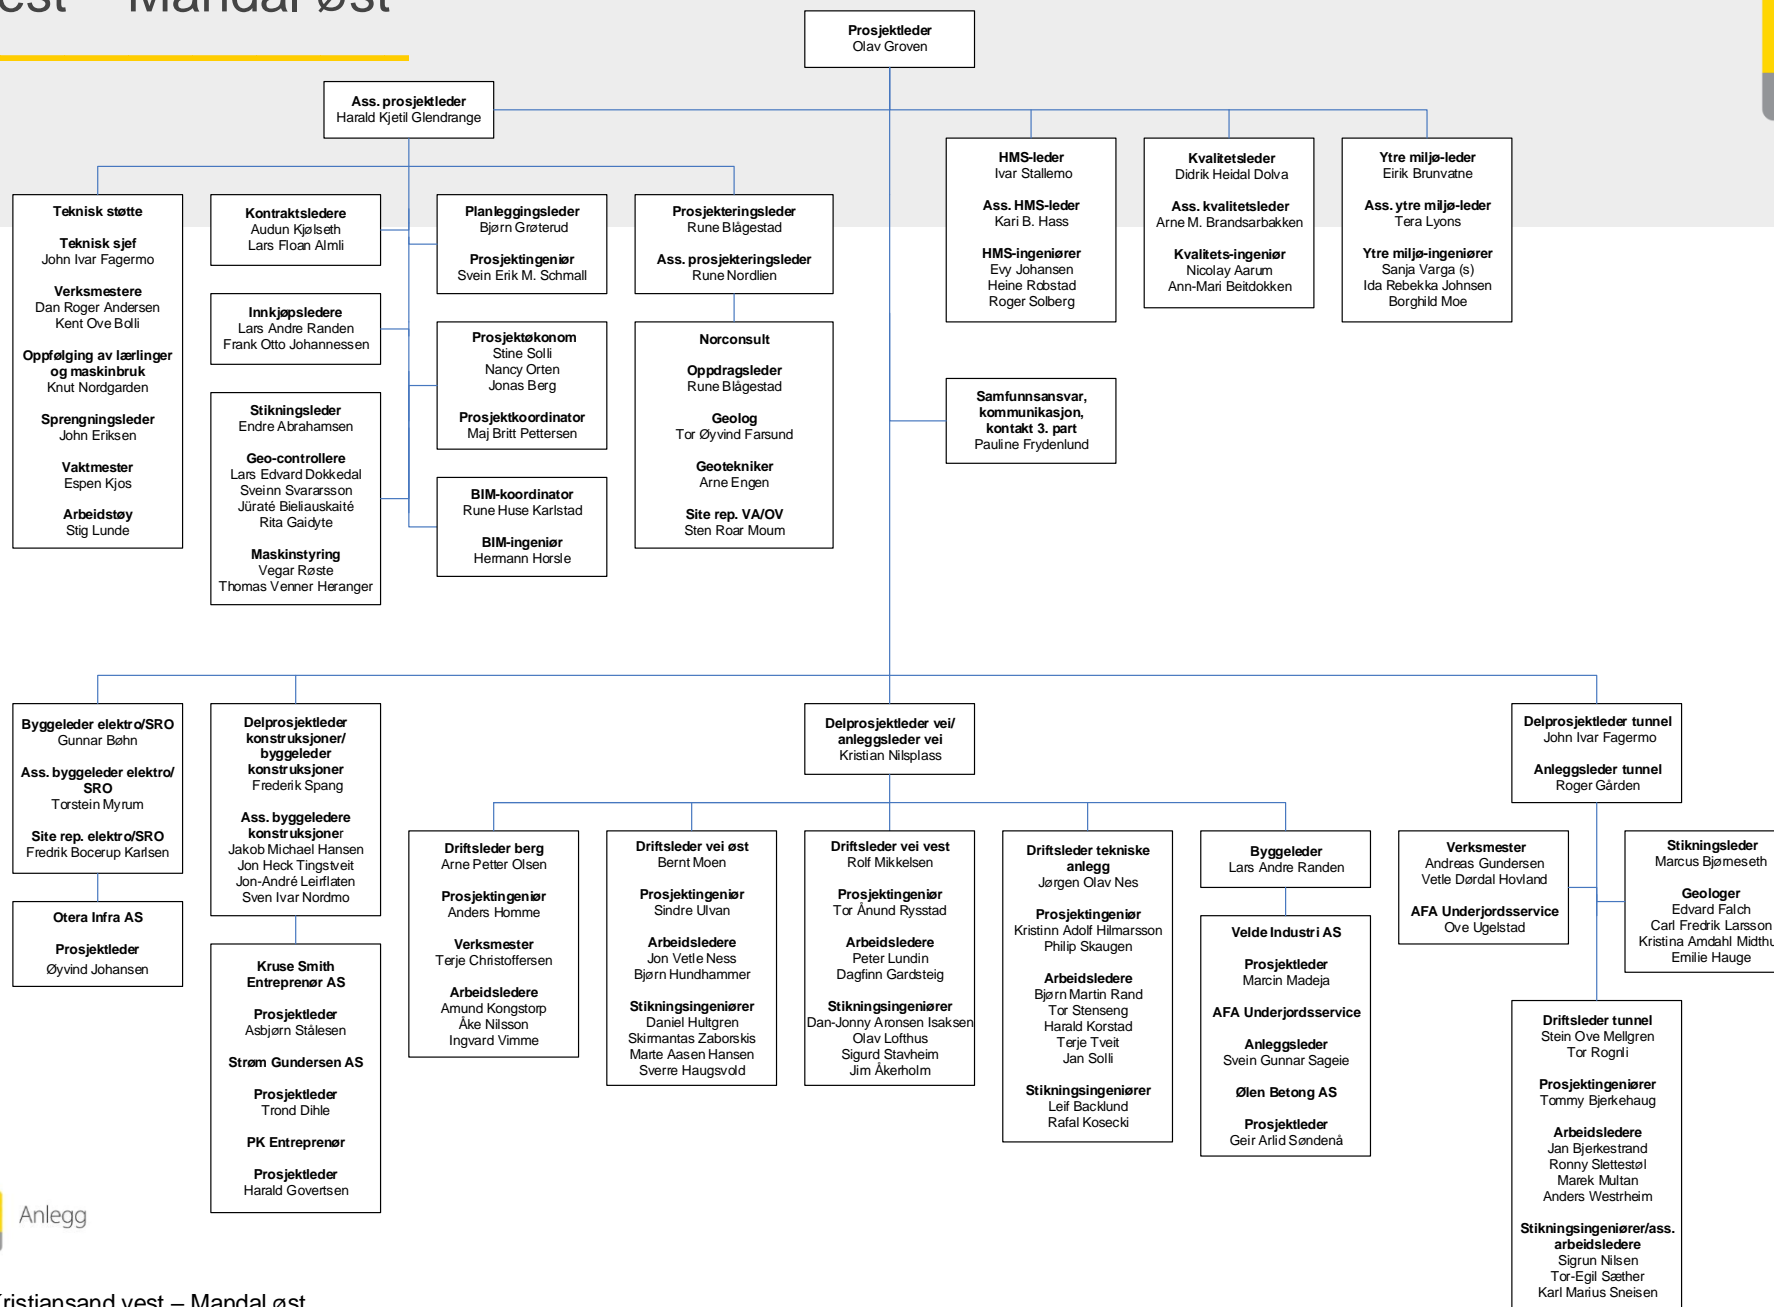 est – Mandal øst
Prosjektleder
Olav Groven
Ass. prosjektleder
Harald Kjetil Glendrange
HMS-leder
Ivar Stallemo
Ass. HMS-leder
Kari B. Hass
HMS-ingeniører
Evy Johansen
Heine Robstad
Roger Solberg
Kvalitetsleder
Didrik Heidal Dolva
Ass. kvalitetsleder
Arne M. Brandsarbakken
Kvalitets-ingeniør
Nicolay Aarum
Ann-Mari Beitdokken
Ytre miljø-leder
Eirik Brunvatne
Ass. ytre miljø-leder
Tera Lyons
Ytre miljø-ingeniører
Sanja Varga (s)
Ida Rebekka Johnsen
Borghild Moe
Teknisk støtte
Teknisk sjef
John Ivar Fagermo
Verksmestere
Dan Roger Andersen
Kent Ove Bolli
Oppfølging av lærlinger
og maskinbruk
Knut Nordgarden
Sprengningsleder
John Eriksen
Vaktmester
Espen Kjos
Arbeidstøy
Stig Lunde
Kontraktsledere
Audun Kjølseth
Lars Floan Almli
Innkjøpsledere
Lars Andre Randen
Frank Otto Johannessen
Stikningsleder
Endre Abrahamsen
Geo-controllere
Lars Edvard Dokkedal
Sveinn Svararsson
Jüraté Bieliauskaité
Rita Gaidyte
Maskinstyring
Vegar Røste
Thomas Venner Heranger
Planleggingsleder
Bjørn Grøterud
Prosjektingeniør
Svein Erik M. Schmall
Prosjektøkonom
Stine Solli
Nancy Orten
Jonas Berg
Prosjektkoordinator
Maj Britt Pettersen
BIM-koordinator
Rune Huse Karlstad
BIM-ingeniør
Hermann Horsle
Prosjekteringsleder
Rune Blågestad
Ass. prosjekteringsleder
Rune Nordlien
Norconsult
Oppdragsleder
Rune Blågestad
Geolog
Tor Øyvind Farsund
Geotekniker
Arne Engen
Site rep. VA/OV
Sten Roar Moum
Samfunnsansvar,
kommunikasjon,
kontakt 3. part
Pauline Frydenlund
Byggeleder elektro/SRO
Gunnar Bøhn
Ass. byggeleder elektro/
SRO
Torstein Myrum
Site rep. elektro/SRO
Fredrik Bocerup Karlsen
Otera Infra AS
Prosjektleder
Øyvind Johansen
Delprosjektleder
konstruksjoner/
byggeleder
konstruksjoner
Frederik Spang
Ass. byggeledere
konstruksjoner
Jakob Michael Hansen
Jon Heck Tingstveit
Jon-André Leirflaten
Sven Ivar Nordmo
Kruse Smith
Entreprenør AS
Prosjektleder
Asbjørn Stålesen
Strøm Gundersen AS
Prosjektleder
Trond Dihle
PK Entreprenør
Prosjektleder
Harald Govertsen
Delprosjektleder vei/
anleggsleder vei
Kristian Nilsplass
Driftsleder berg
Arne Petter Olsen
Prosjektingeniør
Anders Homme
Verksmester
Terje Christoffersen
Arbeidsledere
Amund Kongstorp
Åke Nilsson
Ingvard Vimme
Driftsleder vei øst
Bernt Moen
Prosjektingeniør
Sindre Ulvan
Arbeidsledere
Jon Vetle Ness
Bjørn Hundhammer
Stikningsingeniører
Daniel Hultgren
Skirmantas Zaborskis
Marte Aasen Hansen
Sverre Haugsvold
Driftsleder vei vest
Rolf Mikkelsen
Prosjektingeniør
Tor Ånund Rysstad
Arbeidsledere
Peter Lundin
Dagfinn Gardsteig
Stikningsingeniører
Dan-Jonny Aronsen Isaksen
Olav Lofthus
Sigurd Stavheim
Jim Åkerholm
Driftsleder tekniske
anlegg
Jørgen Olav Nes
Prosjektingeniør
Kristinn Adolf Hilmarsson
Philip Skaugen
Arbeidsledere
Bjørn Martin Rand
Tor Stenseng
Harald Korstad
Terje Tveit
Jan Solli
Stikningsingeniører
Leif Backlund
Rafal Kosecki
Byggeleder
Lars Andre Randen
Velde Industri AS
Prosjektleder
Marcin Madeja
AFA Underjordsservice
Anleggsleder
Svein Gunnar Sageie
Ølen Betong AS
Prosjektleder
Geir Arlid Søndenå
Delprosjektleder tunnel
John Ivar Fagermo
Anleggsleder tunnel
Roger Gården
Verksmester
Andreas Gundersen
Vetle Dørdal Hovland
AFA Underjordsservice
Ove Ugelstad
Stikningsleder
Marcus Bjørneseth
Geologer
Edvard Falch
Carl Fredrik Larsson
Kristina Amdahl Midthu
Emilie Hauge
Driftsleder tunnel
Stein Ove Mellgren
Tor Rognli
Prosjektingeniører
Tommy Bjerkehaug
Arbeidsledere
Jan Bjerkestrand
Ronny Slettestøl
Marek Multan
Anders Westrheim
Stikningsingeniører/ass.
arbeidsledere
Sigrun Nilsen
Tor-Egil Sæther
Karl Marius Sneisen
Anlegg
ristiansand vest – Mandal øst